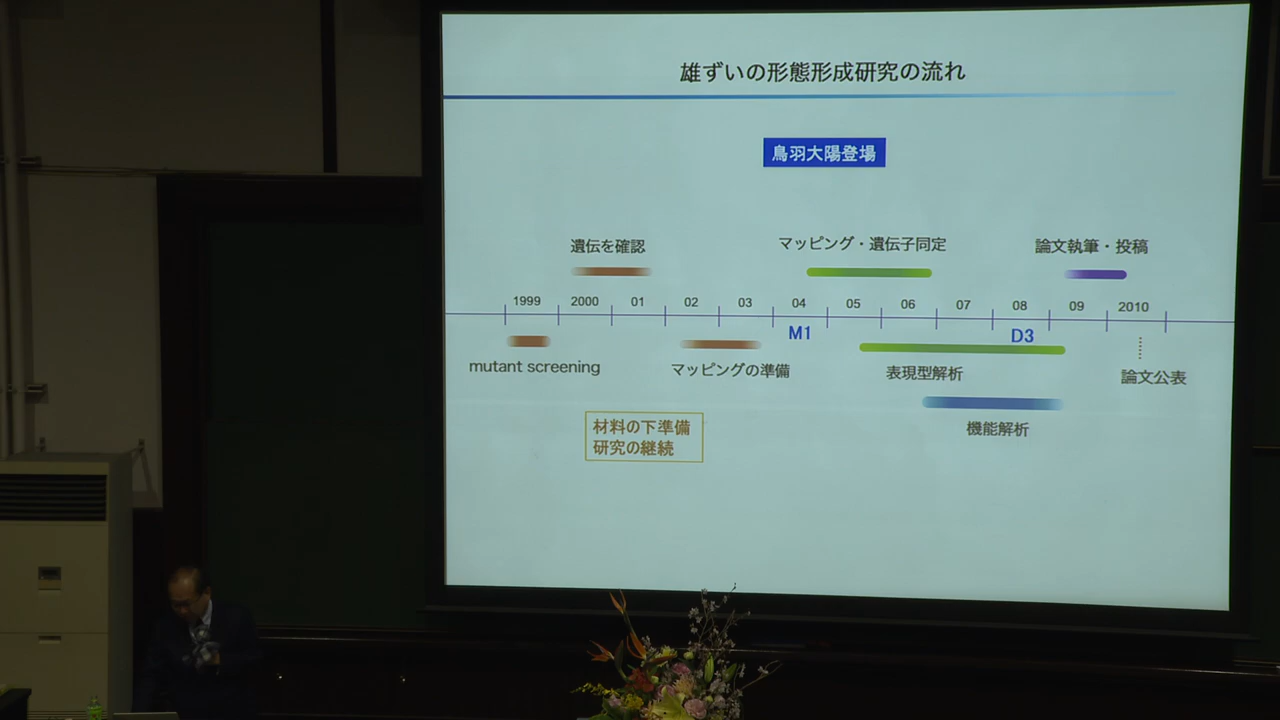 雄ずいの形態形成研究の流れ
鳥羽大陽登場
遺伝を確認
マッピング・遺伝子同定
論文執筆・投稿
1999 2000 01 02 03 04 05 06 07 08 09 2010
M1 D3
mutant screening
マッピングの準備
表現型解析
論文公表
機能解析
材料の下準備
研究の継続